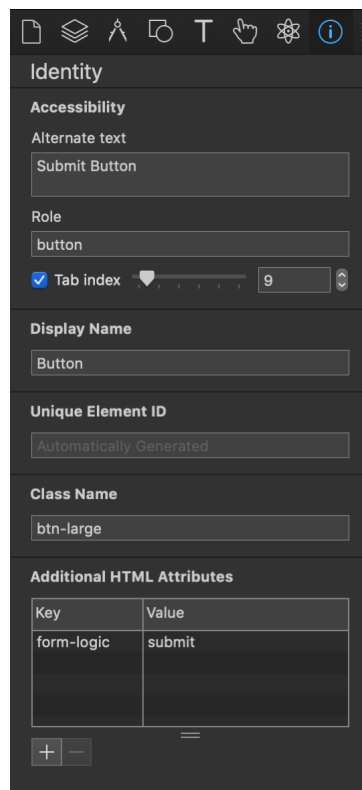 T
Identity
Accessibility
Alternate text
Submit Button
Role
button
Tab index 9
Display Name
Button
Unique Element ID
Automatically Generated
Class Name
btn-large
Additional HTML Attributes
Key Value
form-logic submit